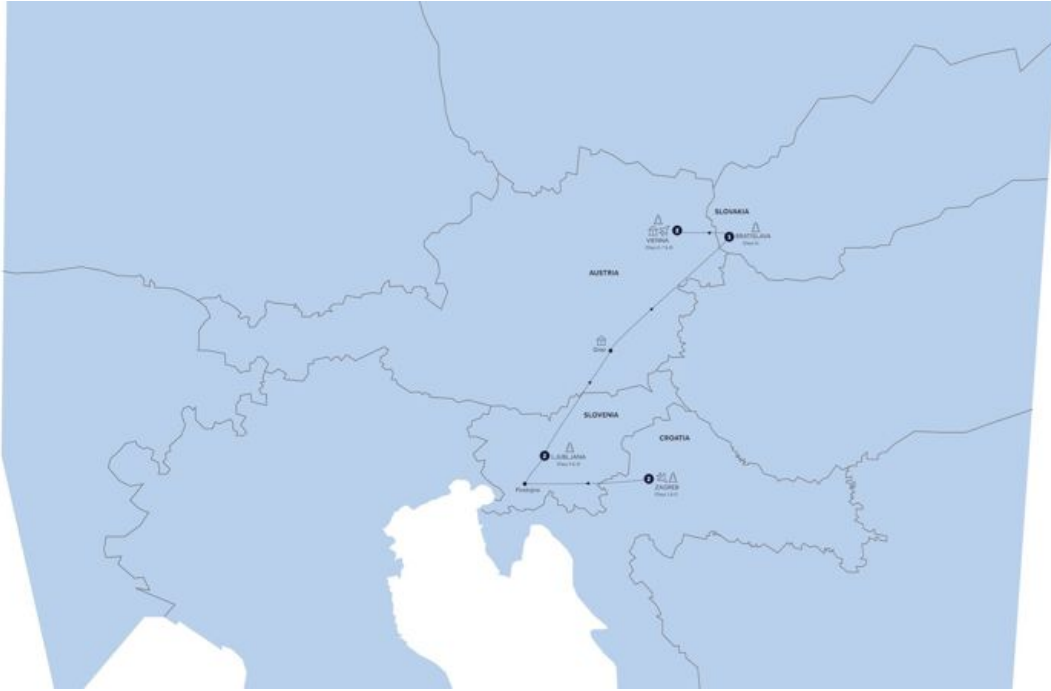 SLOVAKIA
VIENNA
BRATISLAVA
AUSTRIA
Graz
SLOVENIA
CROATIA
LJUBLJANA
Postojna
ZAGREB